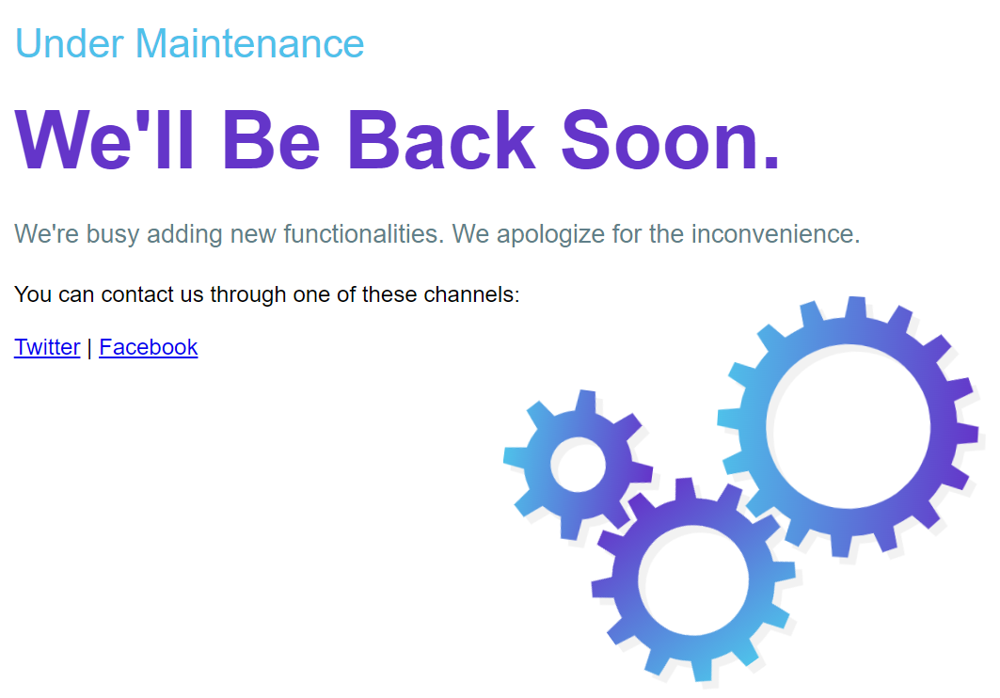 Under Maintenance
We'll Be Back Soon.
We're busy adding new functionalities. We apologize for the inconvenience.
You can contact us through one of these channels:
Twitter | Facebook